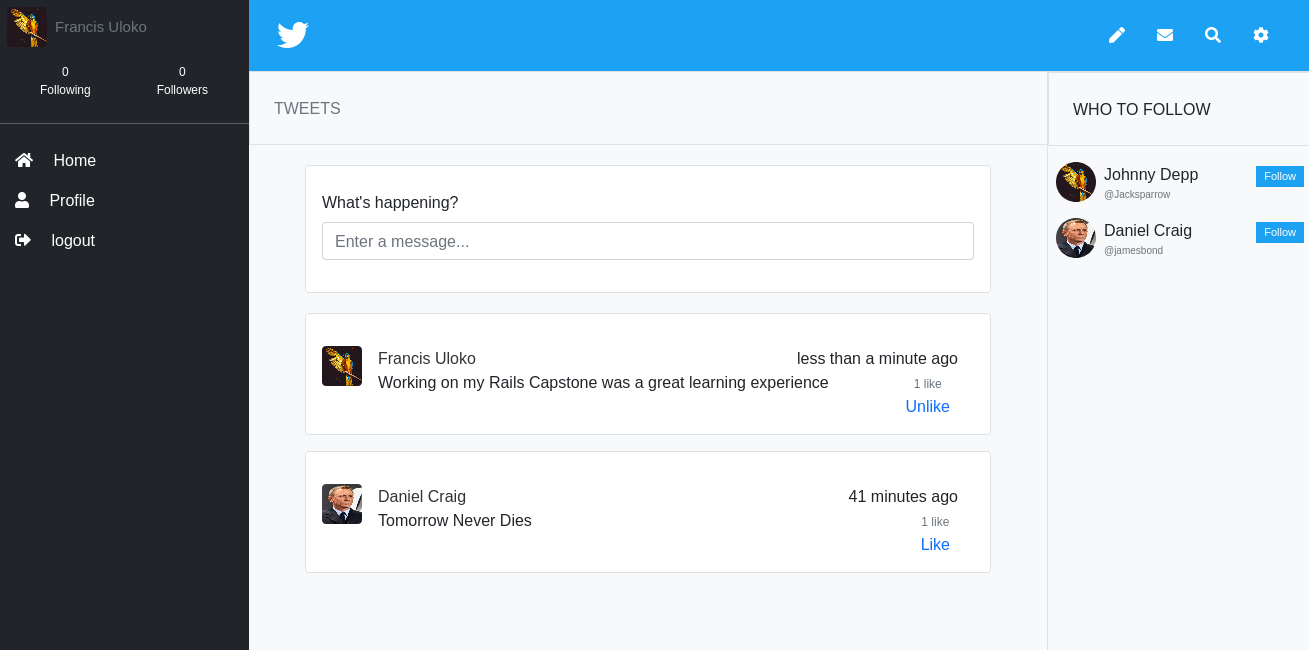 Francis Uloko
0 0
Following Followers
Home
Profile
logout
TWEETS
What's happening?
Enter a message...
Francis Uloko less than a minute ago
Working on my Rails Capstone was a great learning experience 1 like
Unlike
Daniel Craig 41 minutes ago
Tomorrow Never Dies 1 like
Like
WHO TO FOLLOW
Johnny Depp Follow
@Jacksparrow
Daniel Craig Follow
@jamesbond